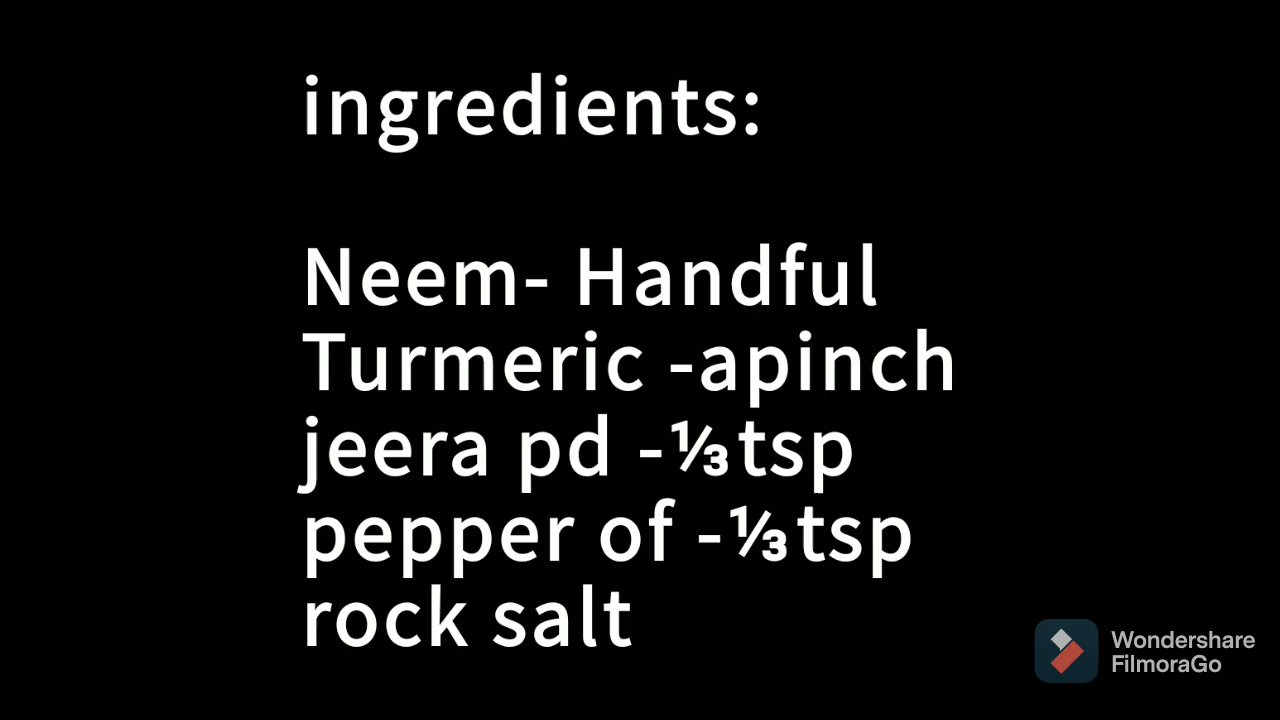 ingredients:
Neem- Handful
Turmeric -apinch
jeera pd -⅓tsp
pepper of -⅓tsp
rock salt
Wondershare
FilmoraGo